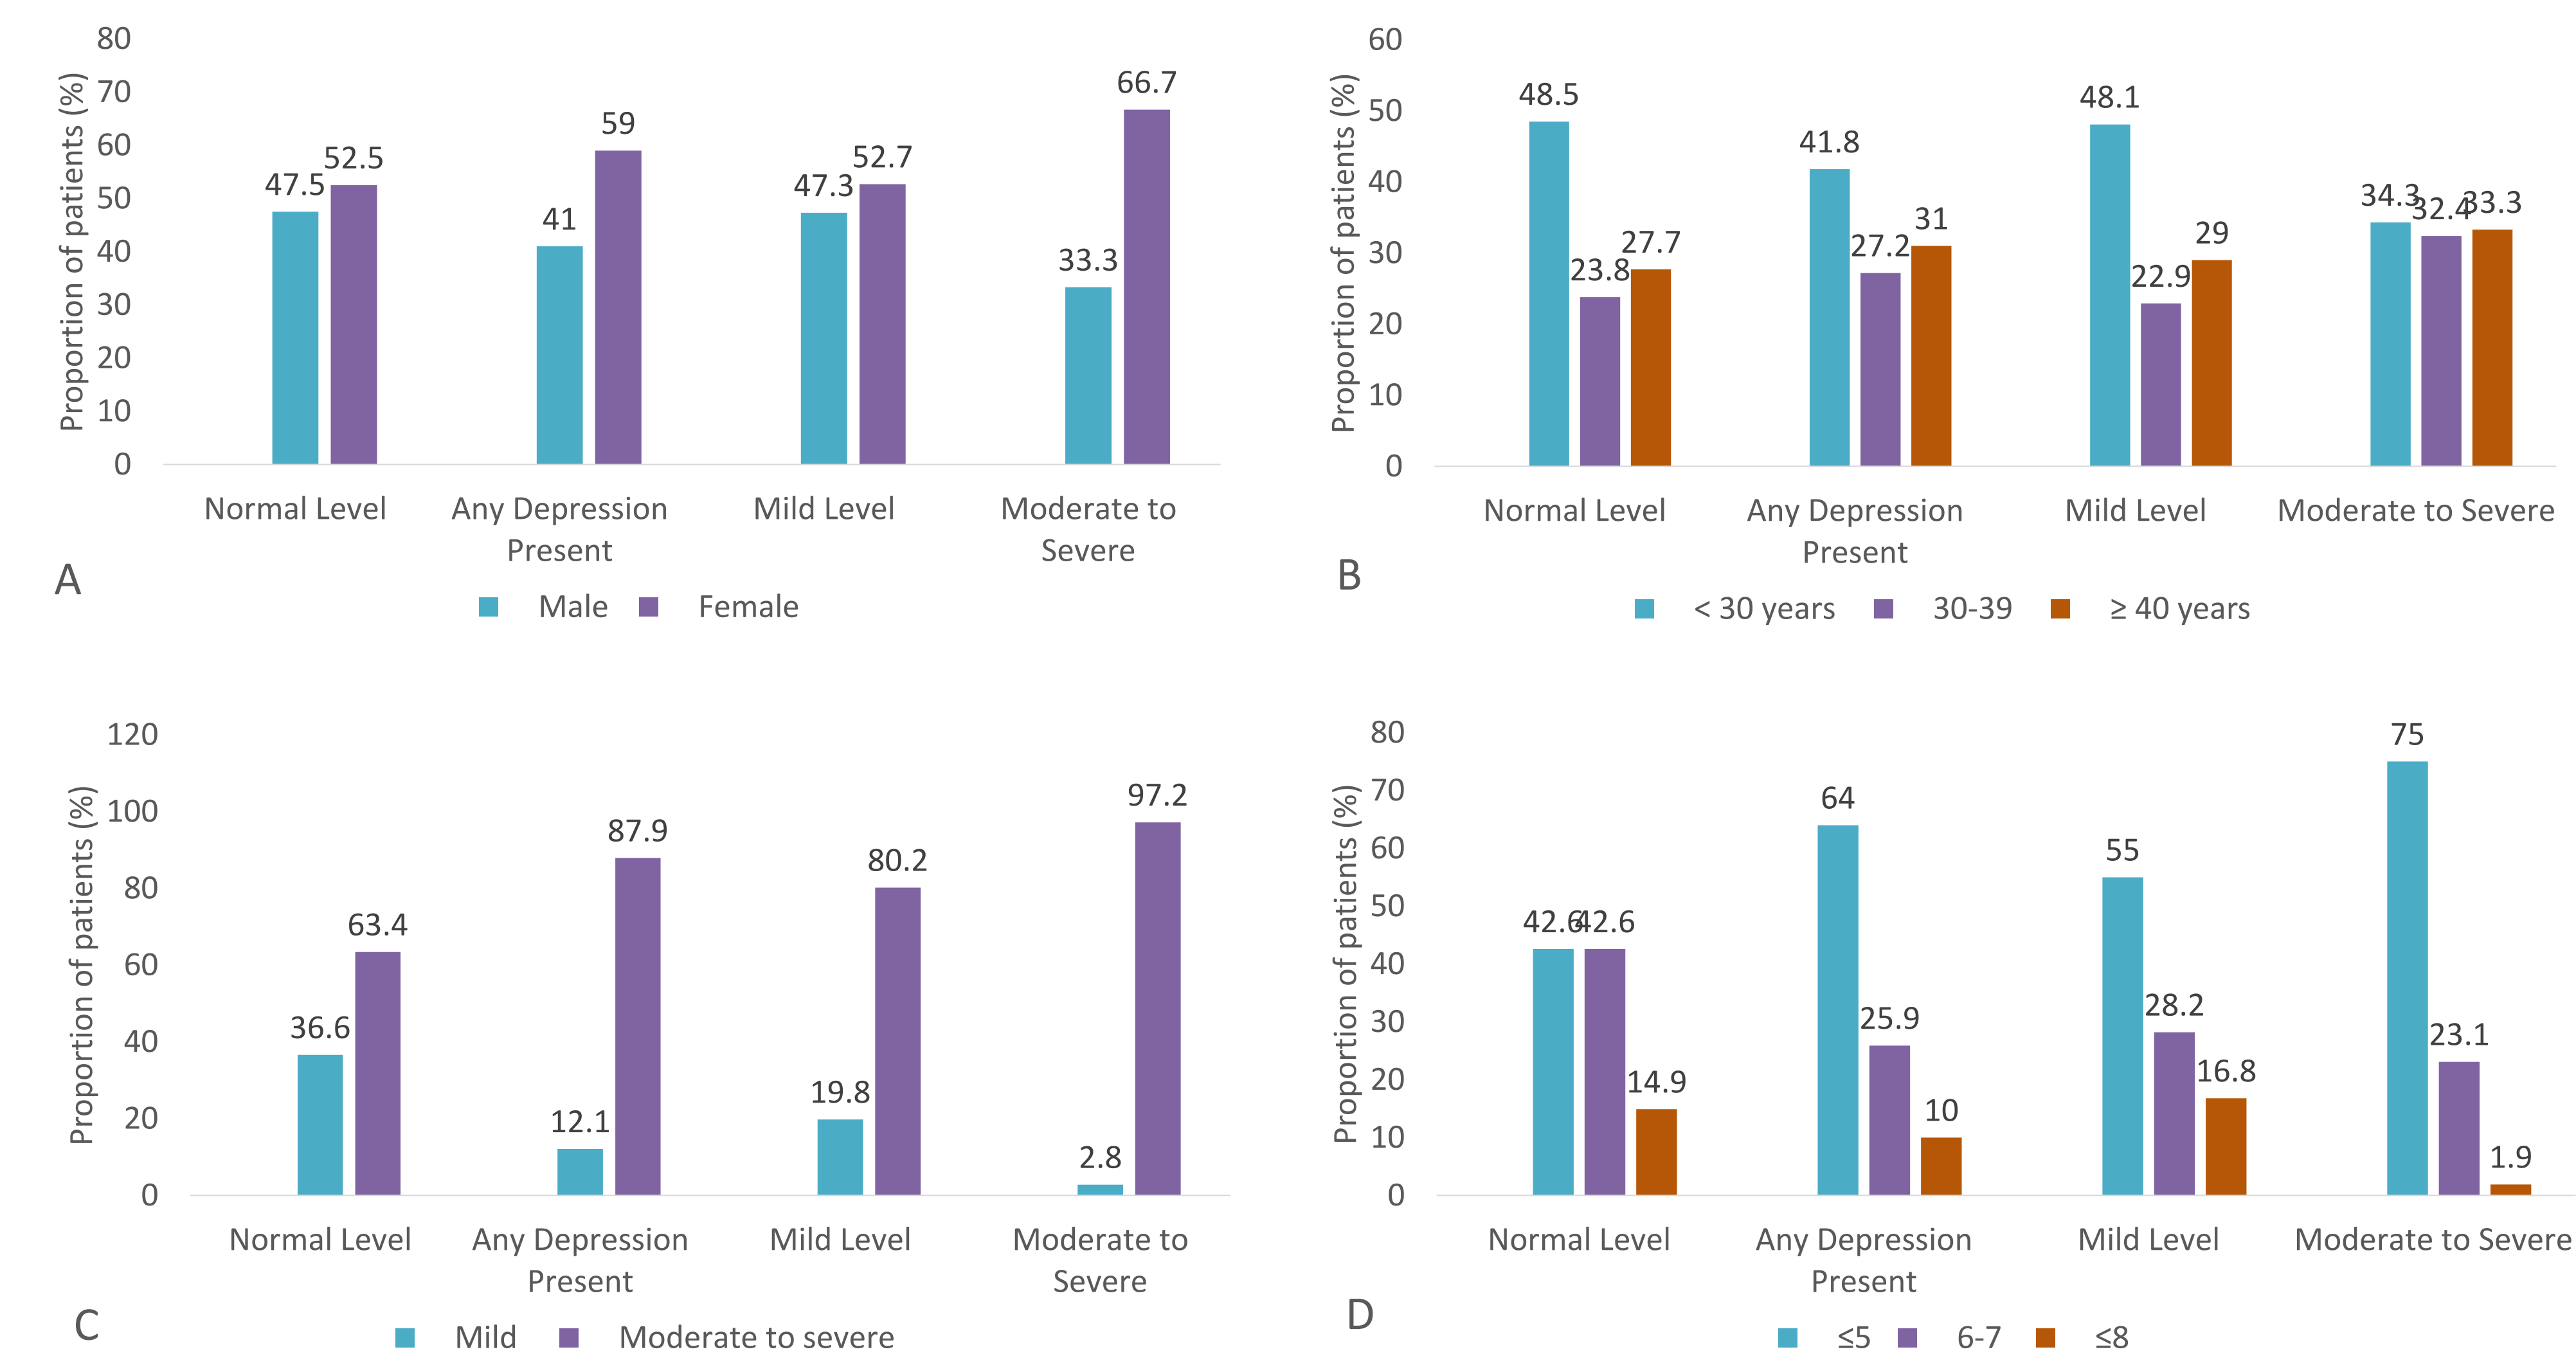 Proportion of patients (%)
80
70
60
50
40
30
20
10
0
47.5
52.5
41
59
47.3
52.7
33.3
66.7
Normal Level
Any Depression
Present
Mild Level
Moderate to
Severe
A
Male
Female
Proportion of patients (%)
60
50
40
30
20
10
0
48.5
23.8
27.7
41.8
27.2
31
48.1
22.9
29
34.3
32.4
33.3
Normal Level
Any Depression
Present
Mild Level
Moderate to Severe
B
< 30 years
30-39
≥ 40 years
Proportion of patients (%)
120
100
80
60
40
20
0
36.6
63.4
12.1
87.9
19.8
80.2
2.8
97.2
Normal Level
Any Depression
Present
Mild Level
Moderate to
Severe
C
Mild
Moderate to severe
Proportion of patients (%)
80
70
60
50
40
30
20
10
0
42.6
42.6
14.9
64
25.9
10
55
28.2
16.8
75
23.1
1.9
Normal Level
Any Depression
Present
Mild Level
Moderate to Severe
D
≤5
6-7
≤8